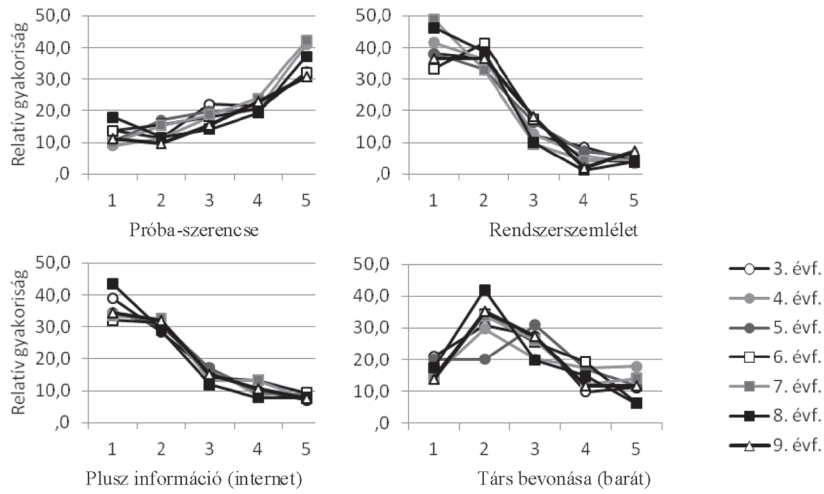 Relatív gyakoriság
50,0
40,0
30,0
20,0
10,0
,0
1 2 3 4 5
Próba-szerencse
50,0
40,0
30,0
20,0
10,0
,0
1 2 3 4 5
Rendszerszemlélet
Relatív gyakoriság
50,0
40,0
30,0
20,0
10,0
,0
1 2 3 4 5
Plusz információ (internet)
50,0
40,0
30,0
20,0
10,0
,0
1 2 3 4 5
Társ bevonása (barát)
3. évf.
4. évf.
5. évf.
6. évf.
7. évf.
8. évf.
9. évf.